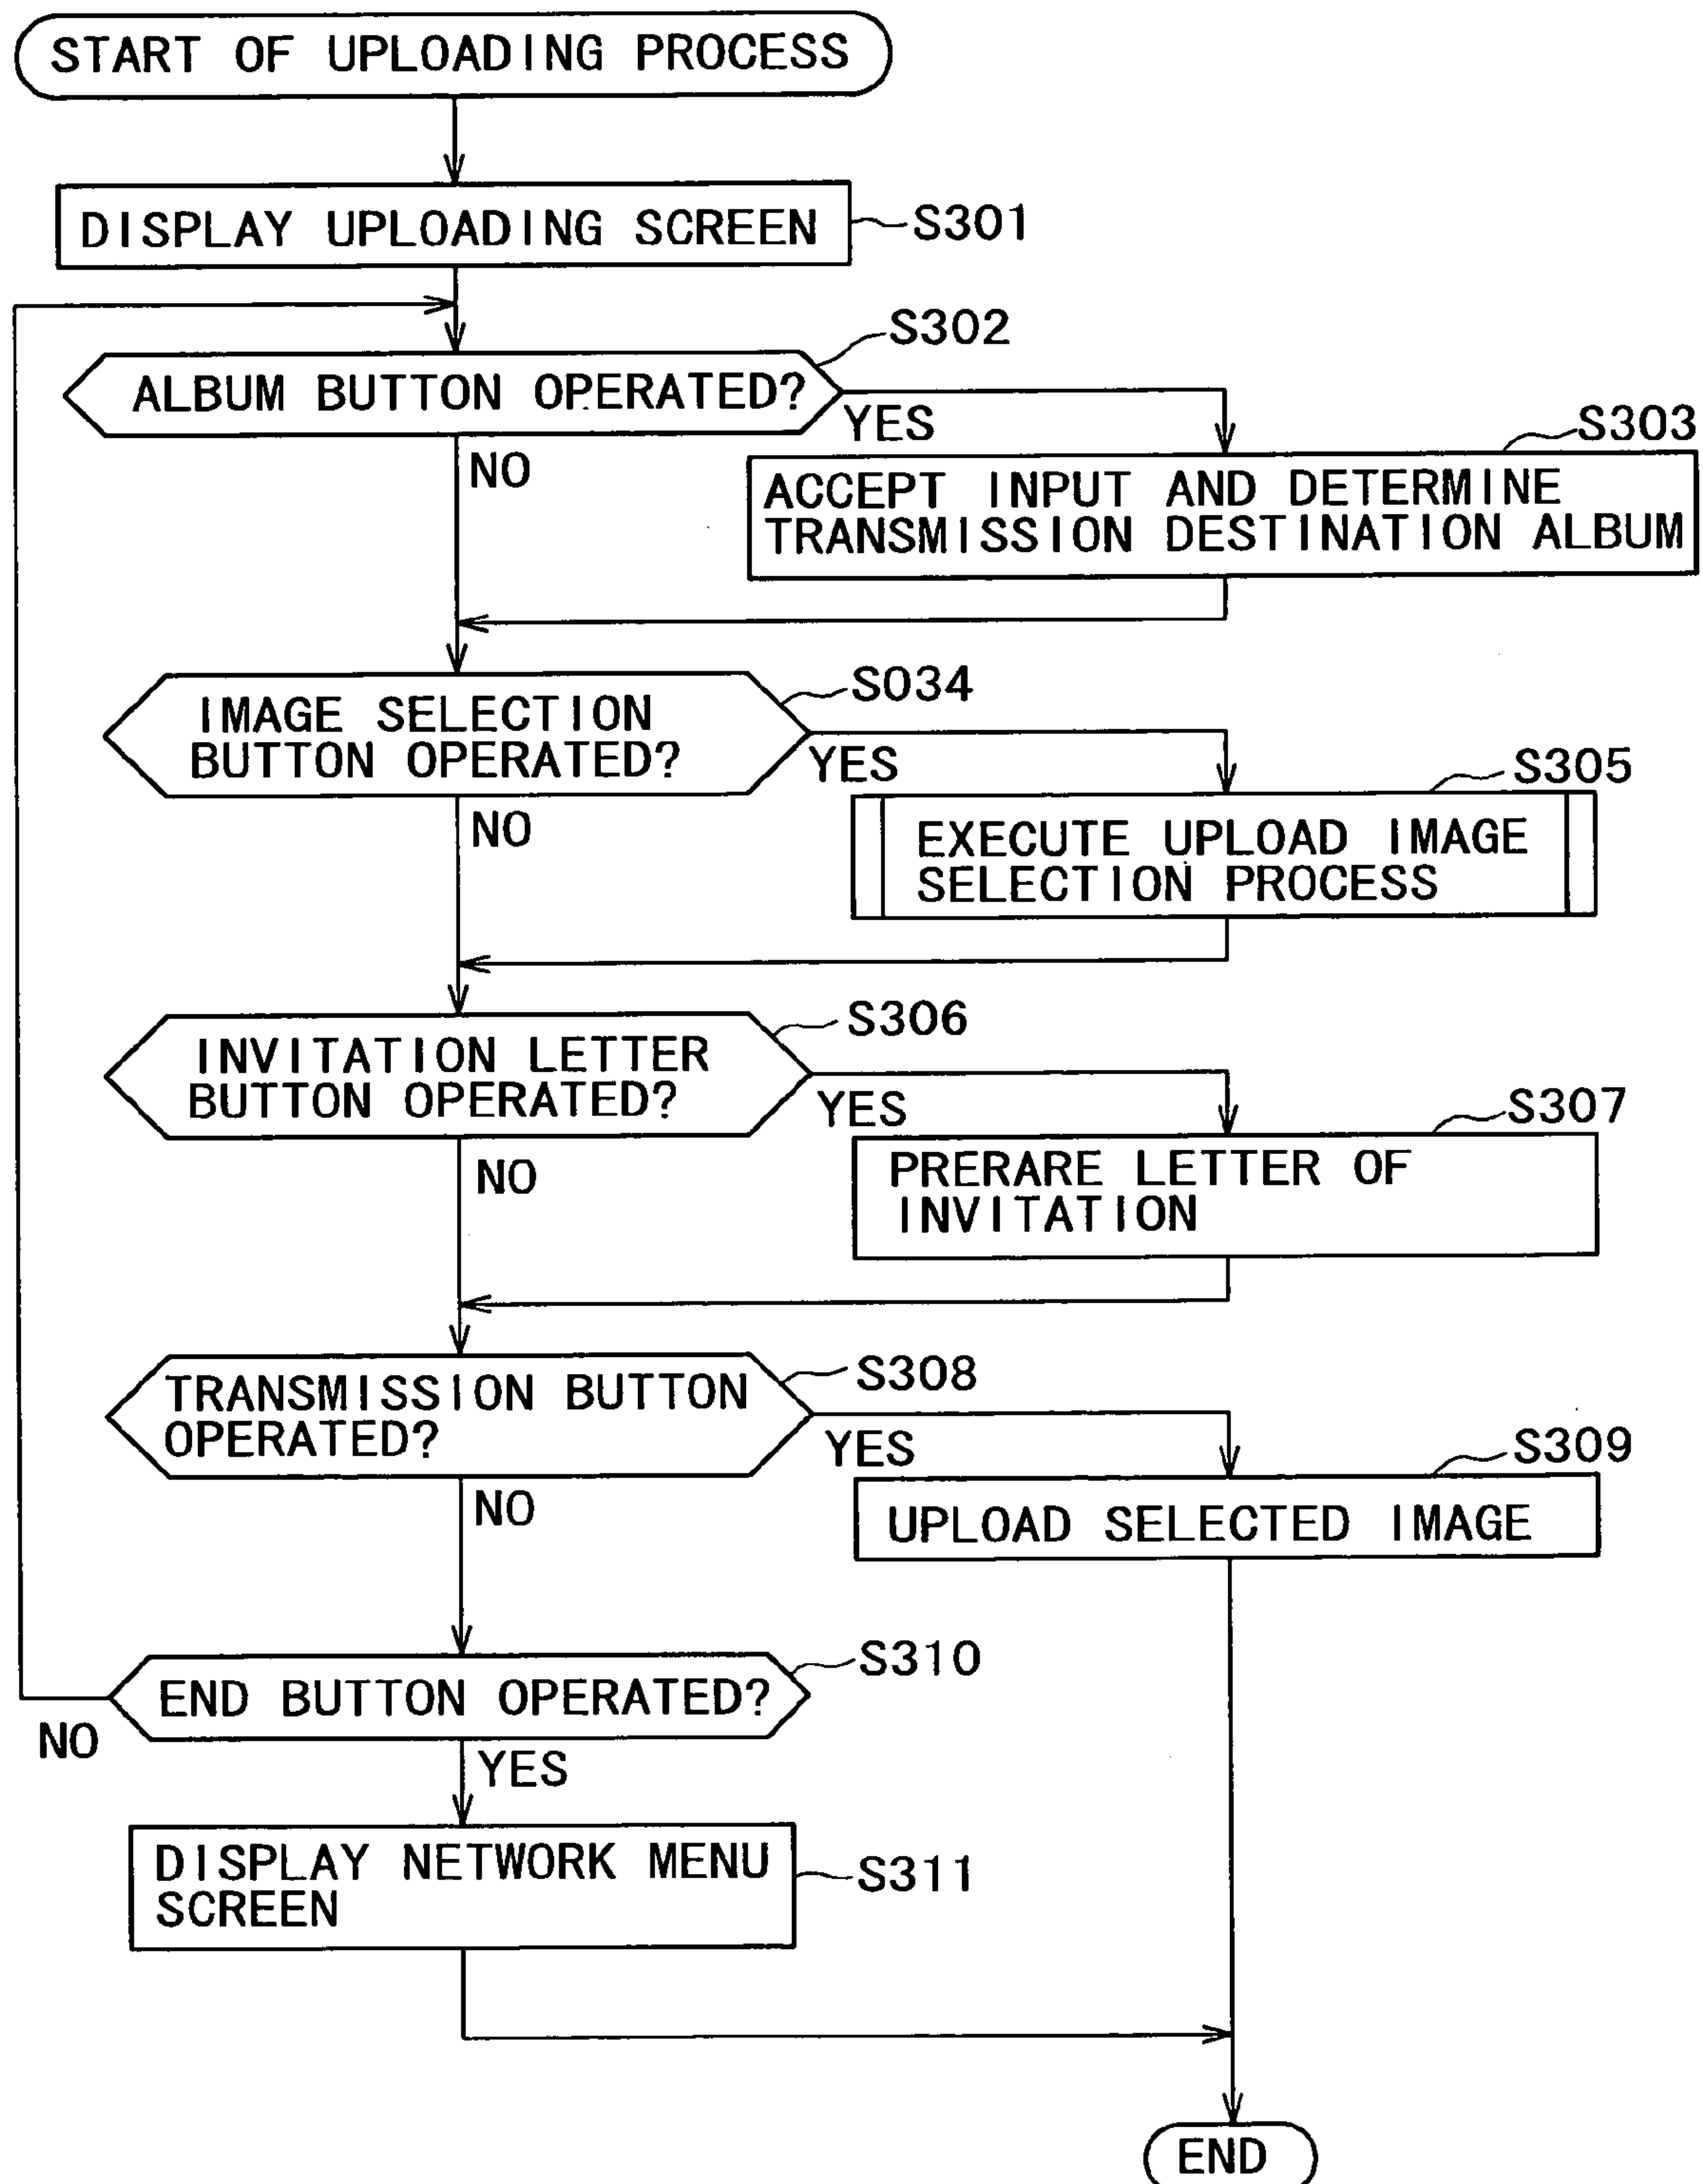 START OF UPLOADING PROCESS
DISPLAY UPLOADING SCREEN
S301
S302
ALBUM BUTTON OPERATED?
YES
NO
S303
ACCEPT INPUT AND DETERMINE
TRANSMISSION DESTINATION ALBUM
S034
IMAGE SELECTION
BUTTON OPERATED?
YES
NO
S305
EXECUTE UPLOAD IMAGE
SELECTION PROCESS
S306
INVITATION LETTER
BUTTON OPERATED?
YES
NO
S307
PRERARE LETTER OF
INVITATION
S308
TRANSMISSION BUTTON
OPERATED?
YES
NO
S309
UPLOAD SELECTED IMAGE
S310
END BUTTON OPERATED?
NO
YES
DISPLAY NETWORK MENU
SCREEN
S311
END